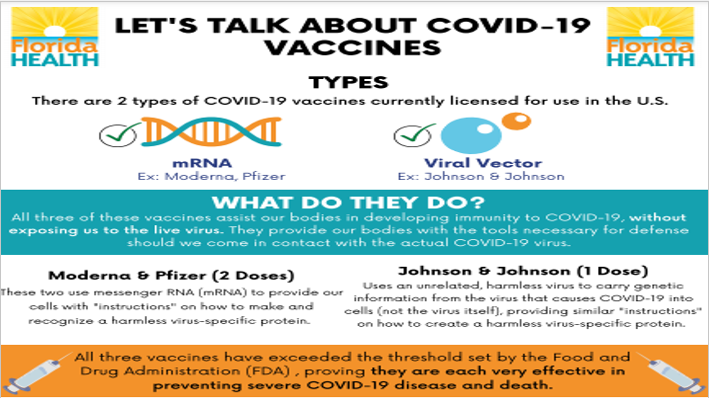 Florida
HEALTH
LET'S TALK ABOUT COVID-19
VACCINES
Florida
HEALTH
TYPES
There are 2 types of COVID-19 vaccines currently licensed for use in the U.S.
mRNA
Ex: Moderna, Pfizer
Viral Vector
Ex: Johnson & Johnson
WHAT DO THEY DO?
All three of these vaccines assist our bodies in developing immunity to COVID-19, without
exposing us to the live virus. They provide our bodies with the tools necessary for defense
should we come in contact with the actual COVID-19 virus.
Moderna & Pfizer (2 Doses)
These two use messenger RNA (mRNA) to provide our
cells with "instructions" on how to make and
recognize a harmless virus-specific protein.
Johnson & Johnson (1 Dose)
Uses an unrelated, harmless virus to carry genetic
information from the virus that causes COVID-19 into
cells (not the virus itself), providing similar "instructions"
on how to create a harmless virus-specific protein.
All three vaccines have exceeded the threshold set by the Food and
Drug Administration (FDA) , proving they are each very effective in
preventing severe COVID-19 disease and death.